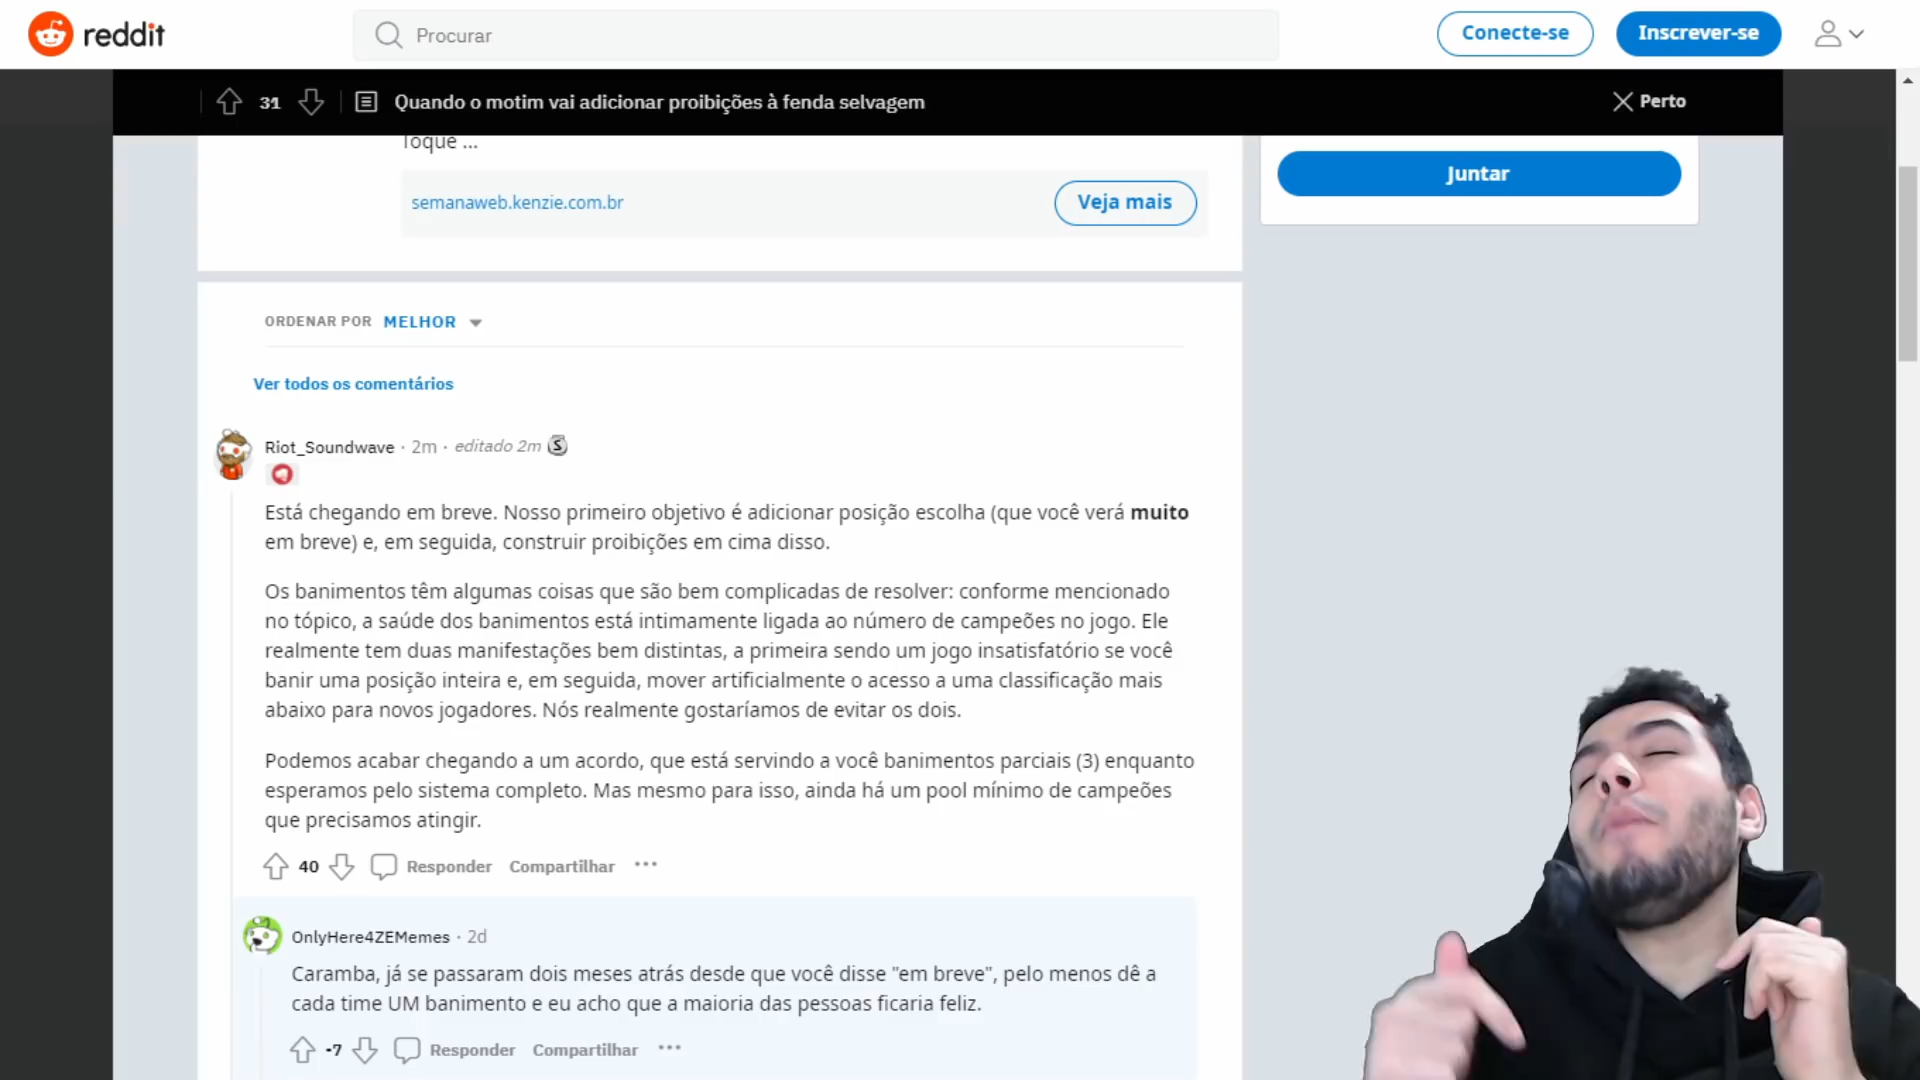 reddit
Procurar
Conecte-se
Inscrever-se
31
Quando o motim vai adicionar proibições à fenda selvagem
Perto
Toque ...
semanaweb.kenzie.com.br
Veja mais
Juntar
ORDENAR POR MELHOR
Ver todos os comentários
Riot_Soundwave · 2m · editado 2m S
Está chegando em breve. Nosso primeiro objetivo é adicionar posição escolha (que você verá muito
em breve) e, em seguida, construir proibições em cima disso.
Os banimentos têm algumas coisas que são bem complicadas de resolver: conforme mencionado
no tópico, a saúde dos banimentos está intimamente ligada ao número de campeões no jogo. Ele
realmente tem duas manifestações bem distintas, a primeira sendo um jogo insatisfatório se você
banir uma posição inteira e, em seguida, mover artificialmente o acesso a uma classificação mais
abaixo para novos jogadores. Nós realmente gostaríamos de evitar os dois.
Podemos acabar chegando a um acordo, que está servindo a você banimentos parciais (3) enquanto
esperamos pelo sistema completo. Mas mesmo para isso, ainda há um pool mínimo de campeões
que precisamos atingir.
40 Responder Compartilhar ...
OnlyHere4ZEMemes · 2d
Caramba, já se passaram dois meses atrás desde que você disse "em breve", pelo menos dê a
cada time UM banimento e eu acho que a maioria das pessoas ficaria feliz.
-7 Responder Compartilhar ...